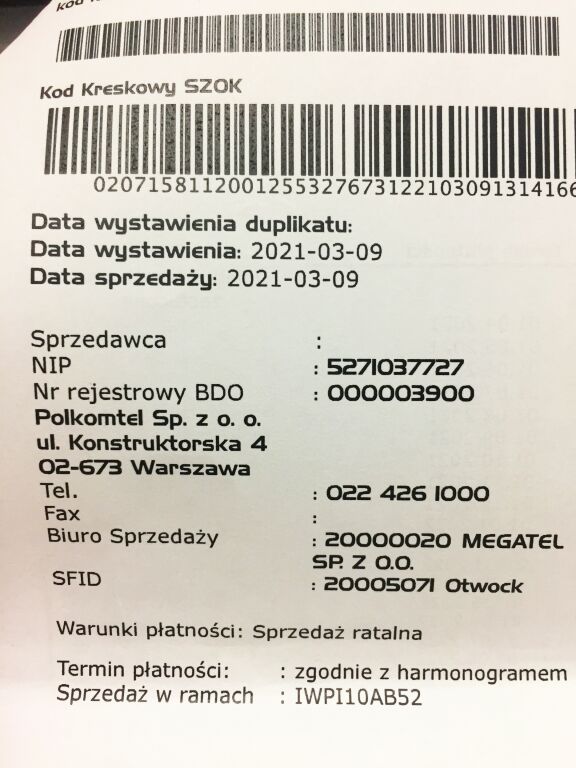 Kod Kreskowy SZOK
0207158112001255327673122103091314166
Data wystawienia duplikatu:
Data wystawienia: 2021-03-09
Data sprzedaży: 2021-03-09
Sprzedawca :
NIP : 5271037727
Nr rejestrowy BDO : 000003900
Polkomtel Sp. z o. o.
ul. Konstruktorska 4
02-673 Warszawa
Tel. : 022 426 1000
Fax :
Biuro Sprzedaży : 20000020 MEGATEL
SP. Z O.O.
SFID : 20005071 Otwock
Warunki płatności: Sprzedaż ratalna
Termin płatności: : zgodnie z harmonogramem
Sprzedaż w ramach : IWPI10AB52